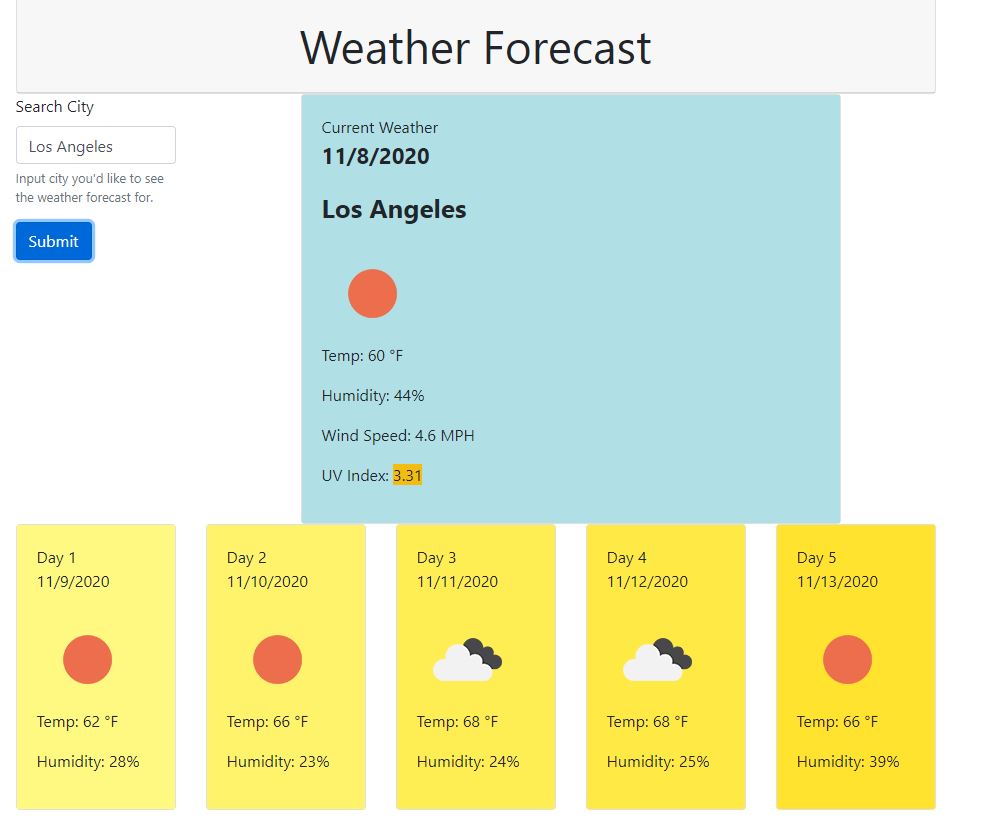 Weather Forecast
Search City
Los Angeles
Input city you'd like to see
the weather forecast for.
Submit
Current Weather
11/8/2020
Los Angeles
Temp: 60 °F
Humidity: 44%
Wind Speed: 4.6 MPH
UV Index: 3.31
Day 1
11/9/2020
Temp: 62 °F
Humidity: 28%
Day 2
11/10/2020
Temp: 66 °F
Humidity: 23%
Day 3
11/11/2020
Temp: 68 °F
Humidity: 24%
Day 4
11/12/2020
Temp: 68 °F
Humidity: 25%
Day 5
11/13/2020
Temp: 66 °F
Humidity: 39%